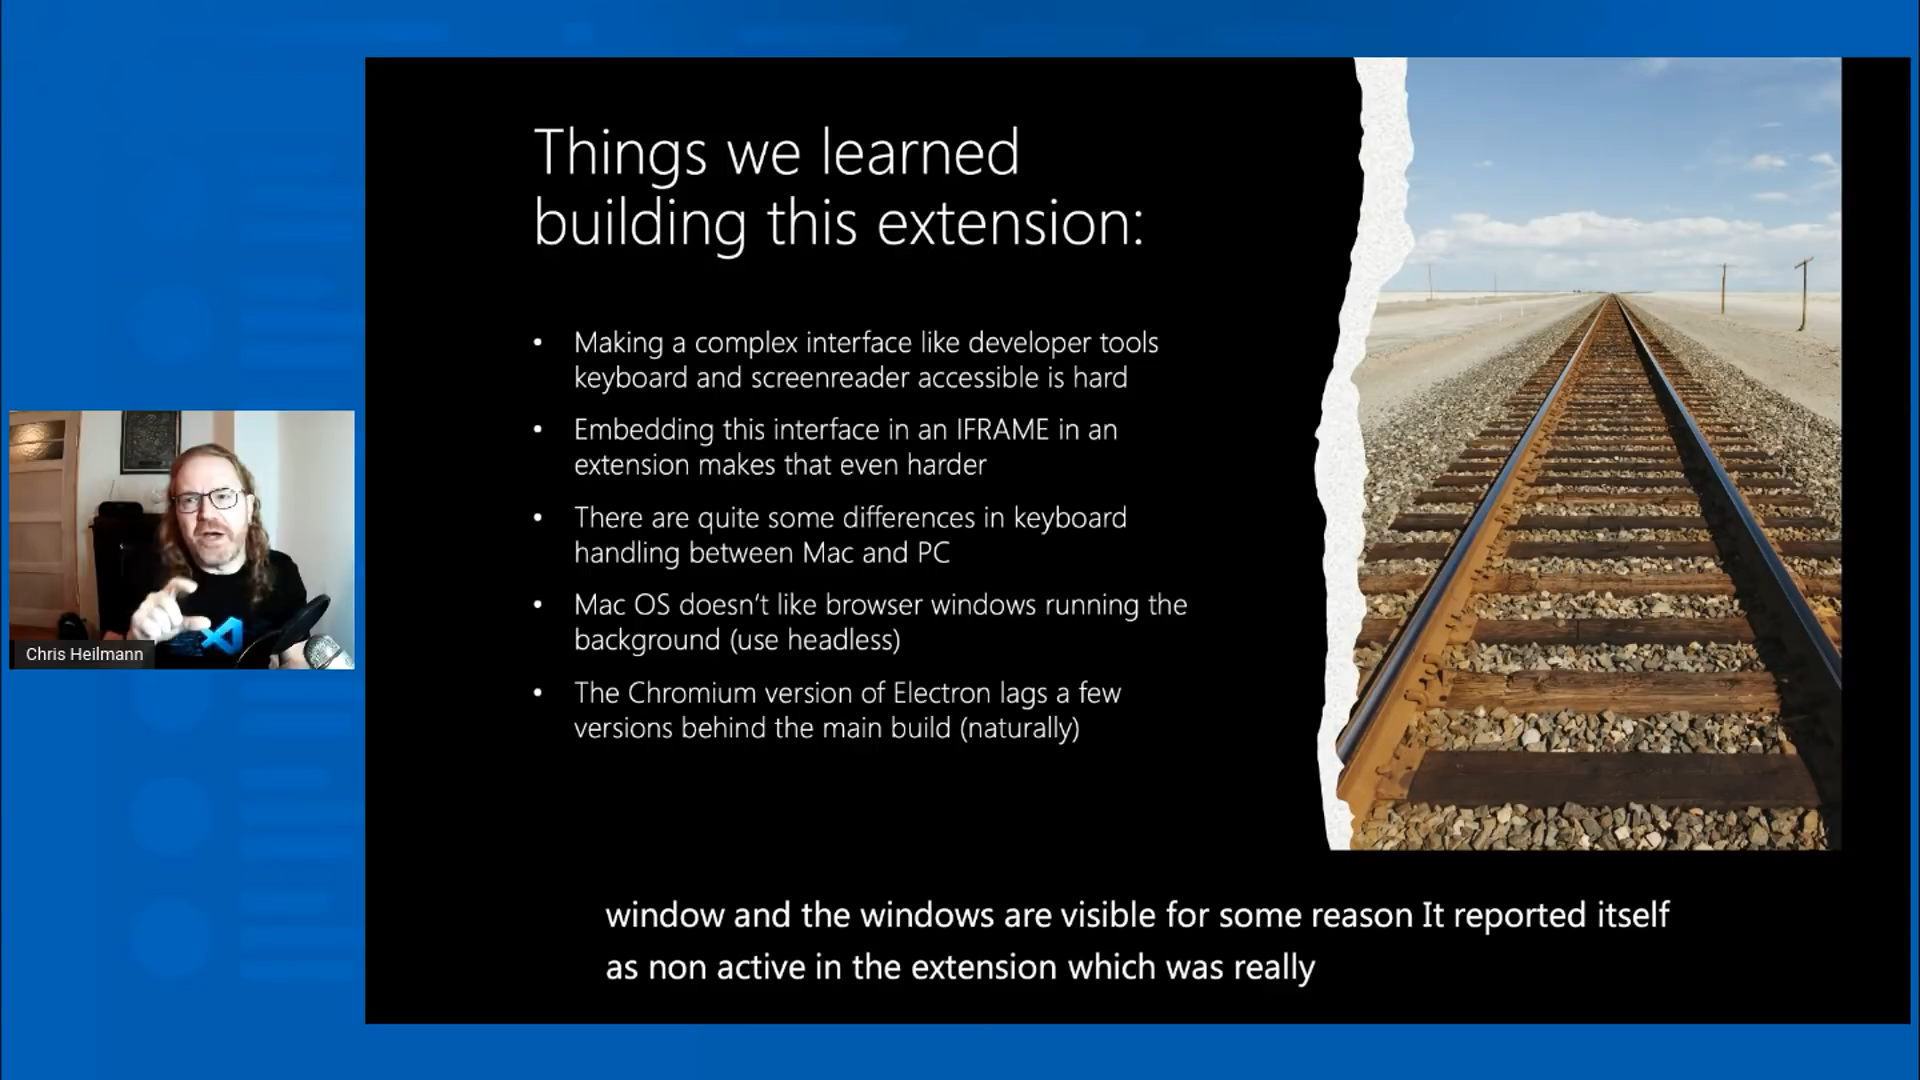 Things we learned
building this extension:
• Making a complex interface like developer tools
keyboard and screenreader accessible is hard
• Embedding this interface in an IFRAME in an
extension makes that even harder
• There are quite some differences in keyboard
handling between Mac and PC
• Mac OS doesn’t like browser windows running the
background (use headless)
• The Chromium version of Electron lags a few
versions behind the main build (naturally)
Chris Heilmann
window and the windows are visible for some reason It reported itself
as non active in the extension which was really